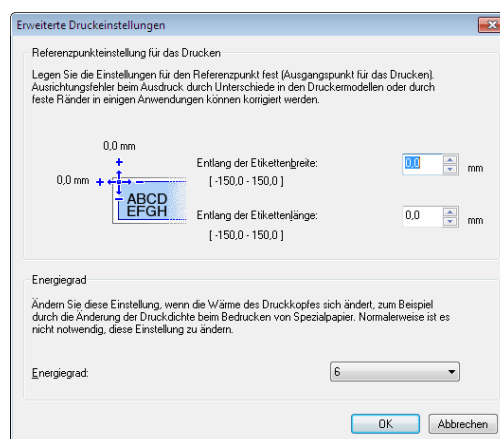 Erweiterte Druckeinstellungen
Referenzpunkteinstellung für das Drucken
Legen Sie die Einstellungen für den Referenzpunkt fest (Ausgangspunkt für das Drucken).
Ausrichtungsfehler beim Ausdruck durch Unterschiede in den Druckermodellen oder durch
feste Ränder in einigen Anwendungen können korrigiert werden.
0,0 mm
0,0 mm
ABCD
EFGH
Entlang der Etikettenbreite:
0,0 mm
[ -150,0 - 150,0 ]
Entlang der Etikettenlänge:
0,0 mm
[ -150,0 - 150,0 ]
Energiegrad
Ändern Sie diese Einstellung, wenn die Wärme des Druckkopfes sich ändert, zum Beispiel
durch die Änderung der Druckdichte beim Bedrucken von Spezialpapier. Normalerweise ist es
nicht notwendig, diese Einstellung zu ändern.
Energiegrad:
6
OK
Abbrechen